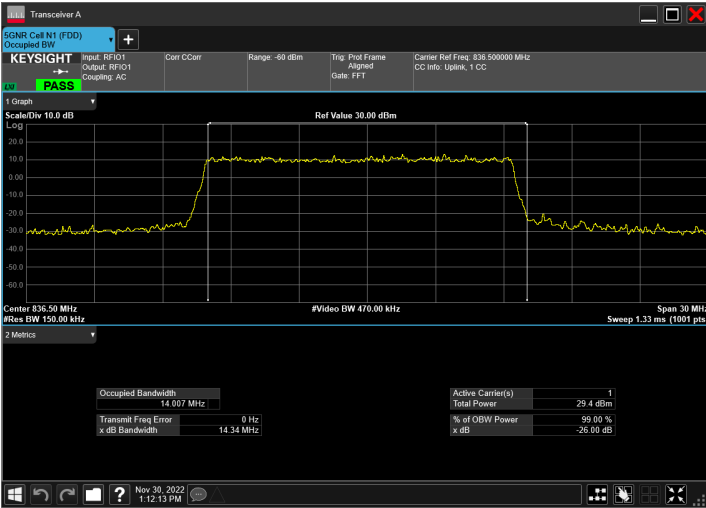 Transceiver A
5GNR Cell N1 (FDD)
Occupied BW
KEYSIGHT
LXI
PASS
Input: RFIO1
Output: RFIO1
Coupling: AC
Corr CCorr
Range: -60 dBm
Trig: Prot Frame
Aligned
Gate: FFT
Carrier Ref Freq: 836.500000 MHz
CC Info: Uplink, 1 CC
1 Graph
Scale/Div 10.0 dB
Ref Value 30.00 dBm
Log
20.0
10.0
0.00
-10.0
-20.0
-30.0
-40.0
-50.0
-60.0
Center 836.50 MHz
#Video BW 470.00 kHz
Span 30 MHz
#Res BW 150.00 kHz
Sweep 1.33 ms (1001 pts
2 Metrics
Occupied Bandwidth
14.007 MHz
Transmit Freq Error 0 Hz
x dB Bandwidth 14.34 MHz
Active Carrier(s) 1
Total Power 29.4 dBm
% of OBW Power 99.00 %
x dB -26.00 dB
Nov 30, 2022
1:12:13 PM